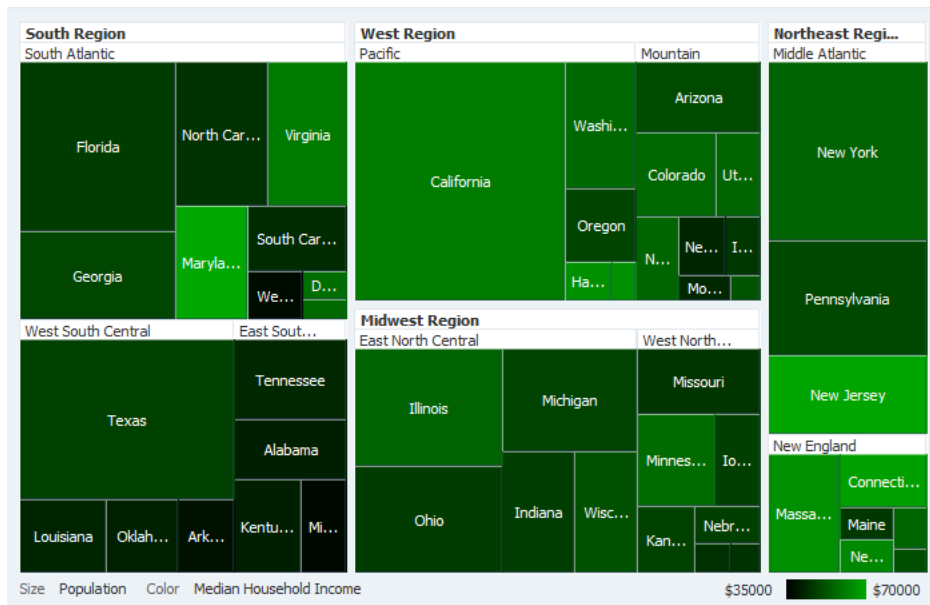 South Region
South Atlantic
Florida
North Car...
Virginia
Georgia
Maryla...
South Car...
We...
D...
West South Central
Texas
Louisiana
Oklah...
Ark...
East Sout...
Tennessee
Alabama
Kentu...
Mi...
West Region
Pacific
California
Washi...
Oregon
Ha...
Mountain
Arizona
Colorado
Ut...
N...
Ne...
I...
Mo...
Midwest Region
East North Central
Illinois
Michigan
Ohio
Indiana
Wisc...
West North...
Missouri
Minnes...
Io...
Kan...
Nebr...
Northeast Regi...
Middle Atlantic
New York
Pennsylvania
New Jersey
New England
Massa...
Connecti...
Maine
Ne...
Size Population Color Median Household Income $35000 $70000